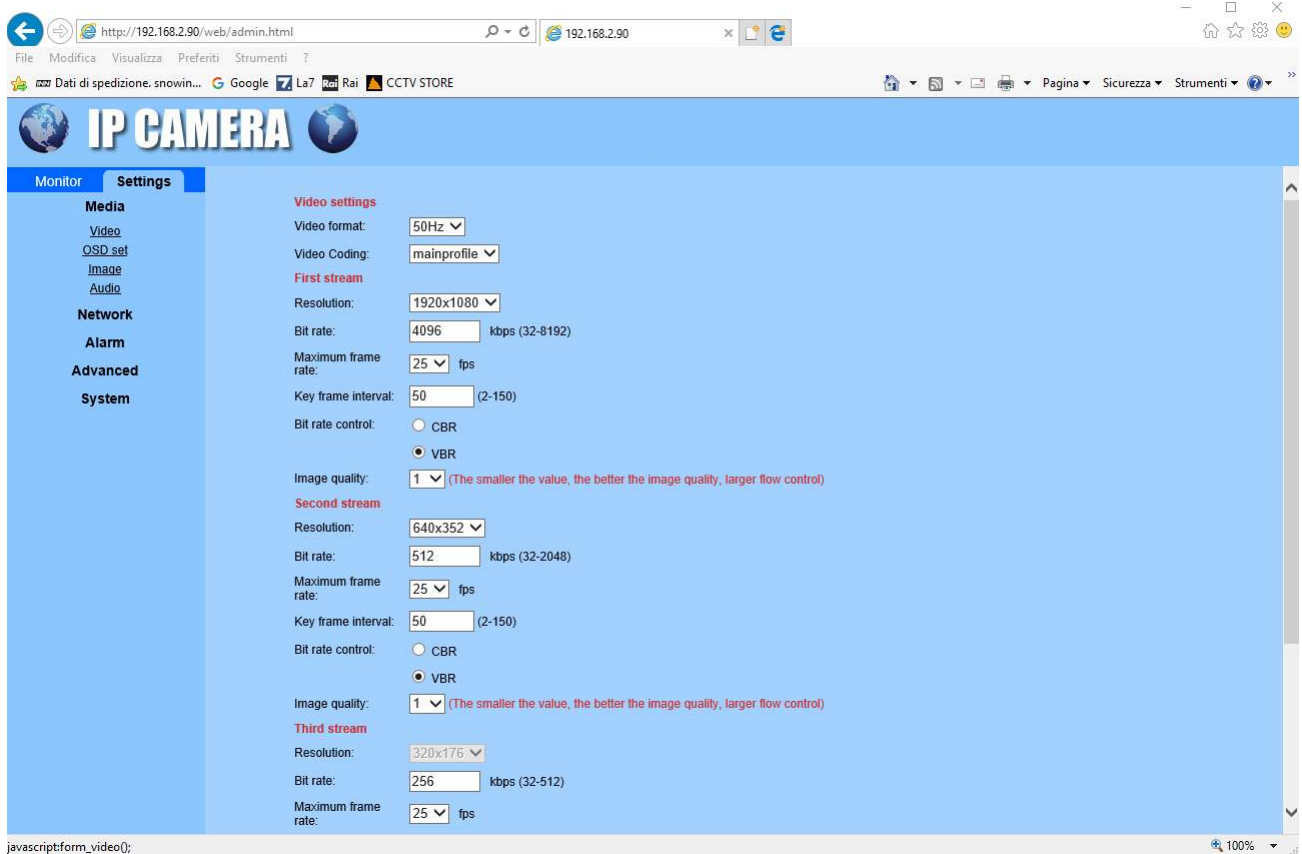 http://192.168.2.90/web/admin.html
192.168.2.90
File Modifica Visualizza Preferiti Strumenti ?
Dati di spedizione. snowin... G Google 7 La7 Rai Rai CCTV STORE
Pagina Sicurezza Strumenti ? »
IP CAMERA
Monitor Settings
Media
Video
OSD set
Image
Audio
Network
Alarm
Advanced
System
Video settings
Video format: 50Hz
Video Coding: mainprofile
First stream
Resolution: 1920x1080
Bit rate: 4096 kbps (32-8192)
Maximum frame rate: 25 fps
Key frame interval: 50 (2-150)
Bit rate control: CBR
VBR
Image quality: 1 (The smaller the value, the better the image quality, larger flow control)
Second stream
Resolution: 640x352
Bit rate: 512 kbps (32-2048)
Maximum frame rate: 25 fps
Key frame interval: 50 (2-150)
Bit rate control: CBR
VBR
Image quality: 1 (The smaller the value, the better the image quality, larger flow control)
Third stream
Resolution: 320x176
Bit rate: 256 kbps (32-512)
Maximum frame rate: 25 fps
javascript:form_video();
100%